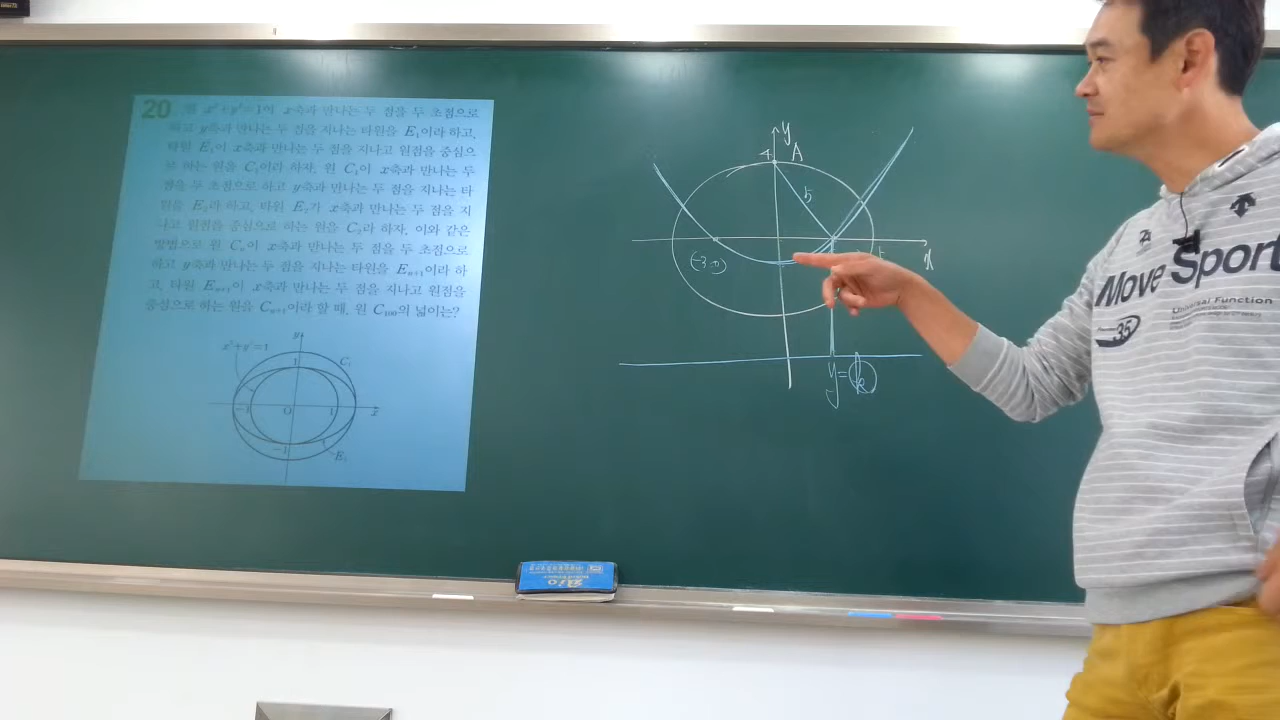 20 원 x²+y²=1이 x축과 만나는 두 점을 두 초점으로
하고 y축과 만나는 두 점을 지나는 타원을 E₁이라 하고,
타원 E₁이 x축과 만나는 두 점을 지나고 원점을 중심으
로 하는 원을 C₁이라 하자. 원 C₁이 x축과 만나는 두
점을 두 초점으로 하고 y축과 만나는 두 점을 지나는 타
원을 E₂라 하고, 타원 E₂가 x축과 만나는 두 점을 지
나고 원점을 중심으로 하는 원을 C₂라 하자. 이와 같은
방법으로 원 Cₙ이 x축과 만나는 두 점을 두 초점으로
하고 y축과 만나는 두 점을 지나는 타원을 Eₙ₊₁이라 하
고, 타원 Eₙ₊₁이 x축과 만나는 두 점을 지나고 원점을
중심으로 하는 원을 Cₙ₊₁이라 할 때, 원 C₁₀₀의 넓이는?
y
x²+y²=1
1
C₁
-1
O
1
x
-1
E₁
y
4 A
5
(-3,0)
x
y=k
Move Sport
Universal Function
35